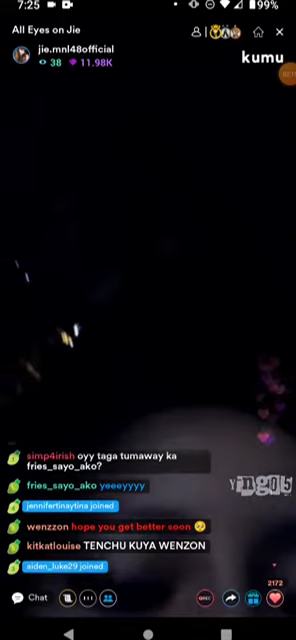 7:25
99%
All Eyes on Jie
jie.mnl48official
38 11.98K
kumu
simp4irish oyy taga tumaway ka
fries_sayo_ako?
fries_sayo_ako yeeeyyyy
jennifertinaytina joined
wenzzon hope you get better soon 🥺
kitkatlouise TENCHU KUYA WENZON
aiden_luke29 joined
2172
Chat